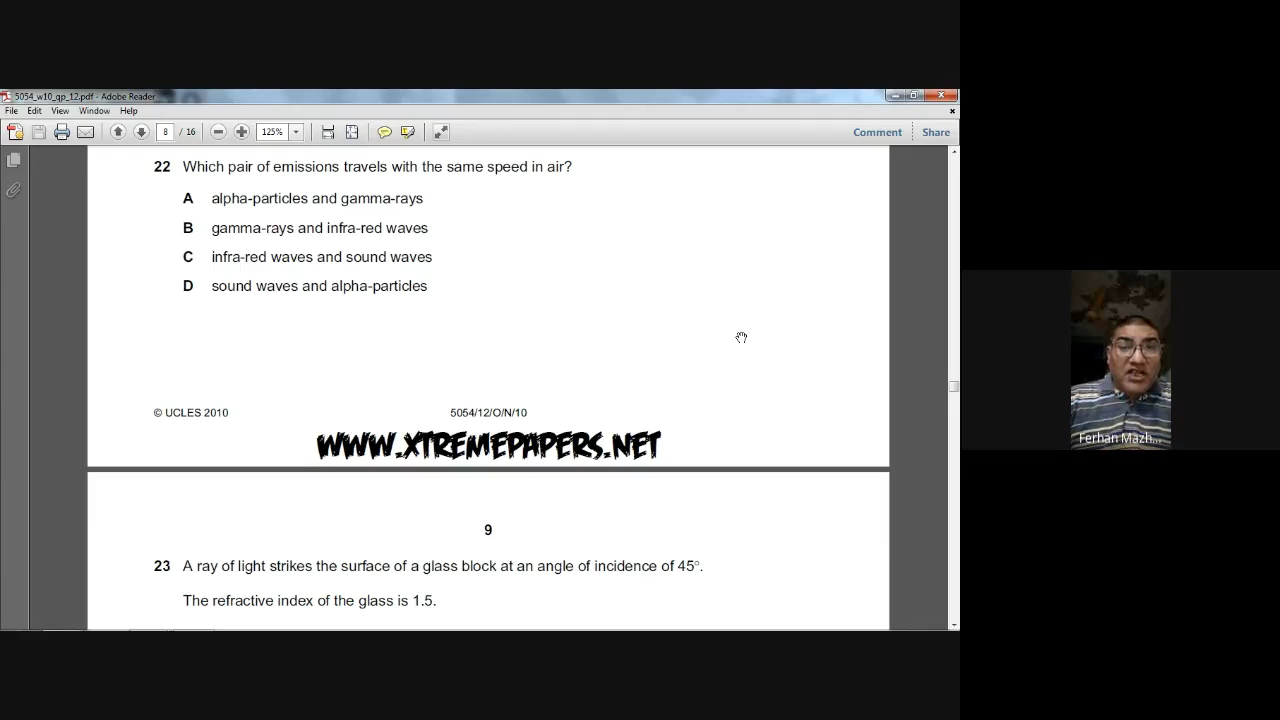 5054_w10_qp_12.pdf - Adobe Reader
File Edit View Window Help
8 / 16 125% Comment Share
22 Which pair of emissions travels with the same speed in air?
A alpha-particles and gamma-rays
B gamma-rays and infra-red waves
C infra-red waves and sound waves
D sound waves and alpha-particles
© UCLES 2010 5054/12/O/N/10
WWW.XTREMEPAPERS.NET
9
23 A ray of light strikes the surface of a glass block at an angle of incidence of 45°.
The refractive index of the glass is 1.5.
Ferhan Mazh...